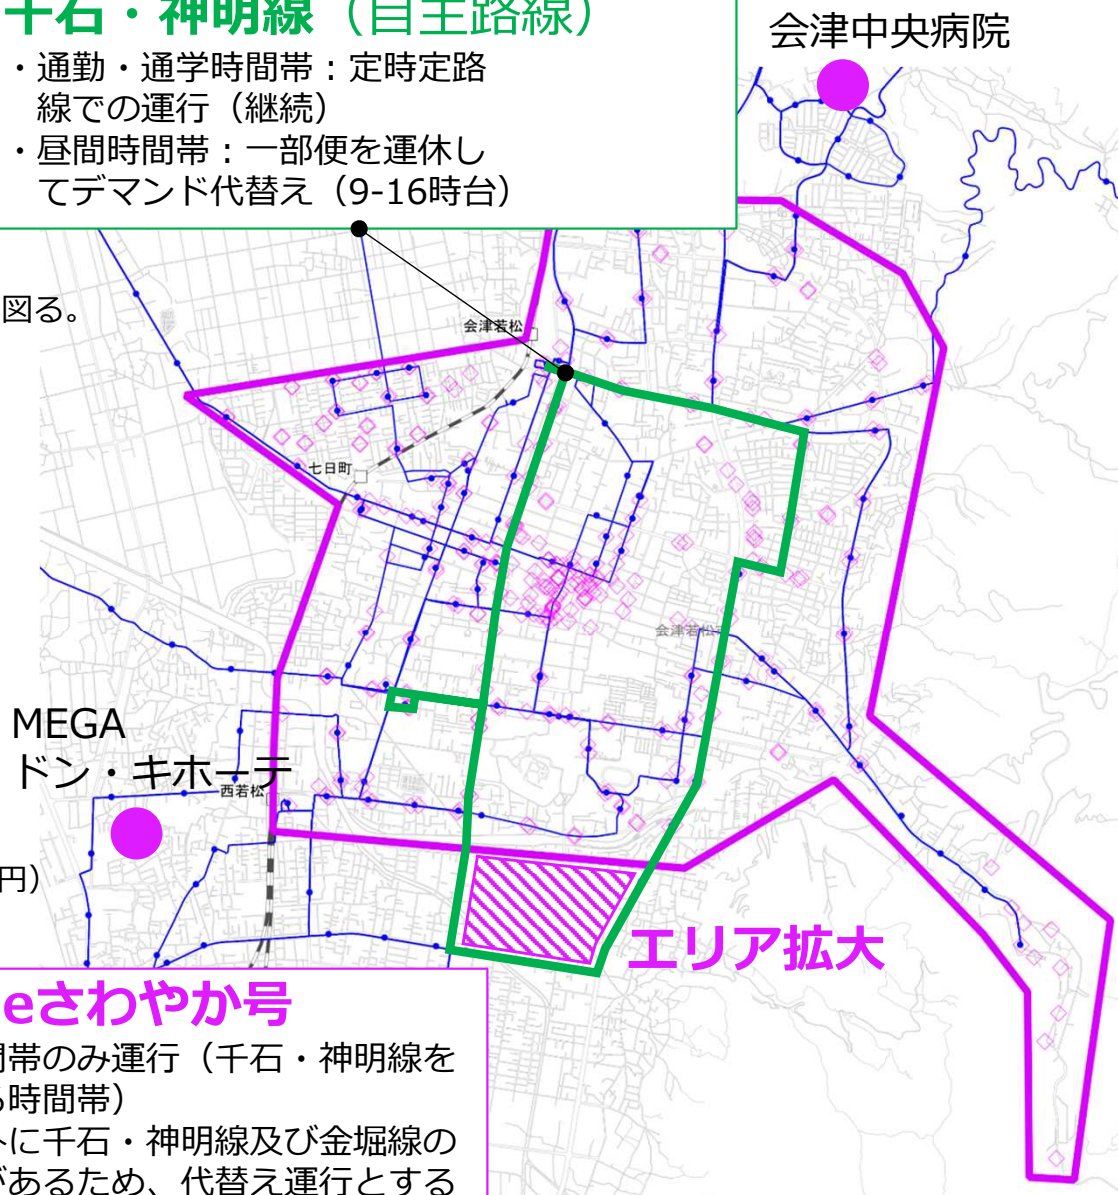 千石・神明線（自主路線）
・通勤・通学時間帯：定時定路
線での運行（継続）
・昼間時間帯：一部便を運休し
てデマンド代替え（9-16時台）
会津中央病院
図る。
会津若松
七日町
会津若松
MEGA
ドン・キホーテ
西若松
円）
エリア拡大
eさわやか号
間帯のみ運行（千石・神明線を
る時間帯）
に千石・神明線及び金堀線の
があるため、代替え運行とする